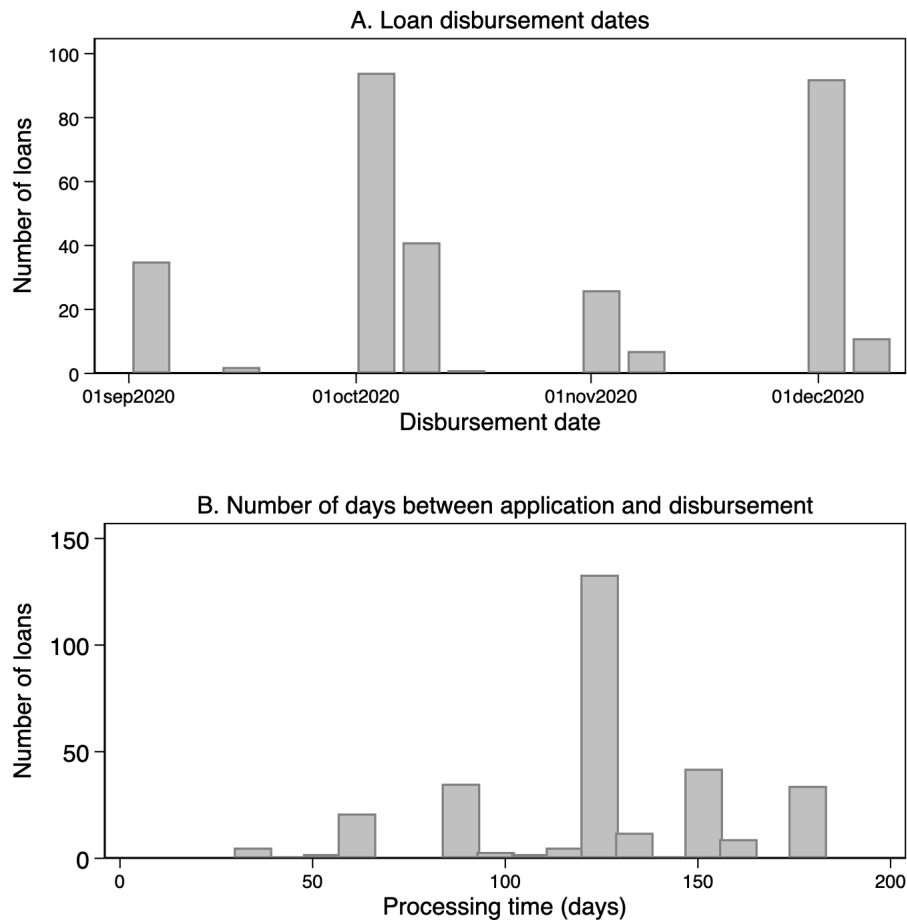 A. Loan disbursement dates
100
80
60
40
20
0
Number of loans
01sep2020 01oct2020 01nov2020 01dec2020
Disbursement date
B. Number of days between application and disbursement
150
100
50
0
Number of loans
0 50 100 150 200
Processing time (days)